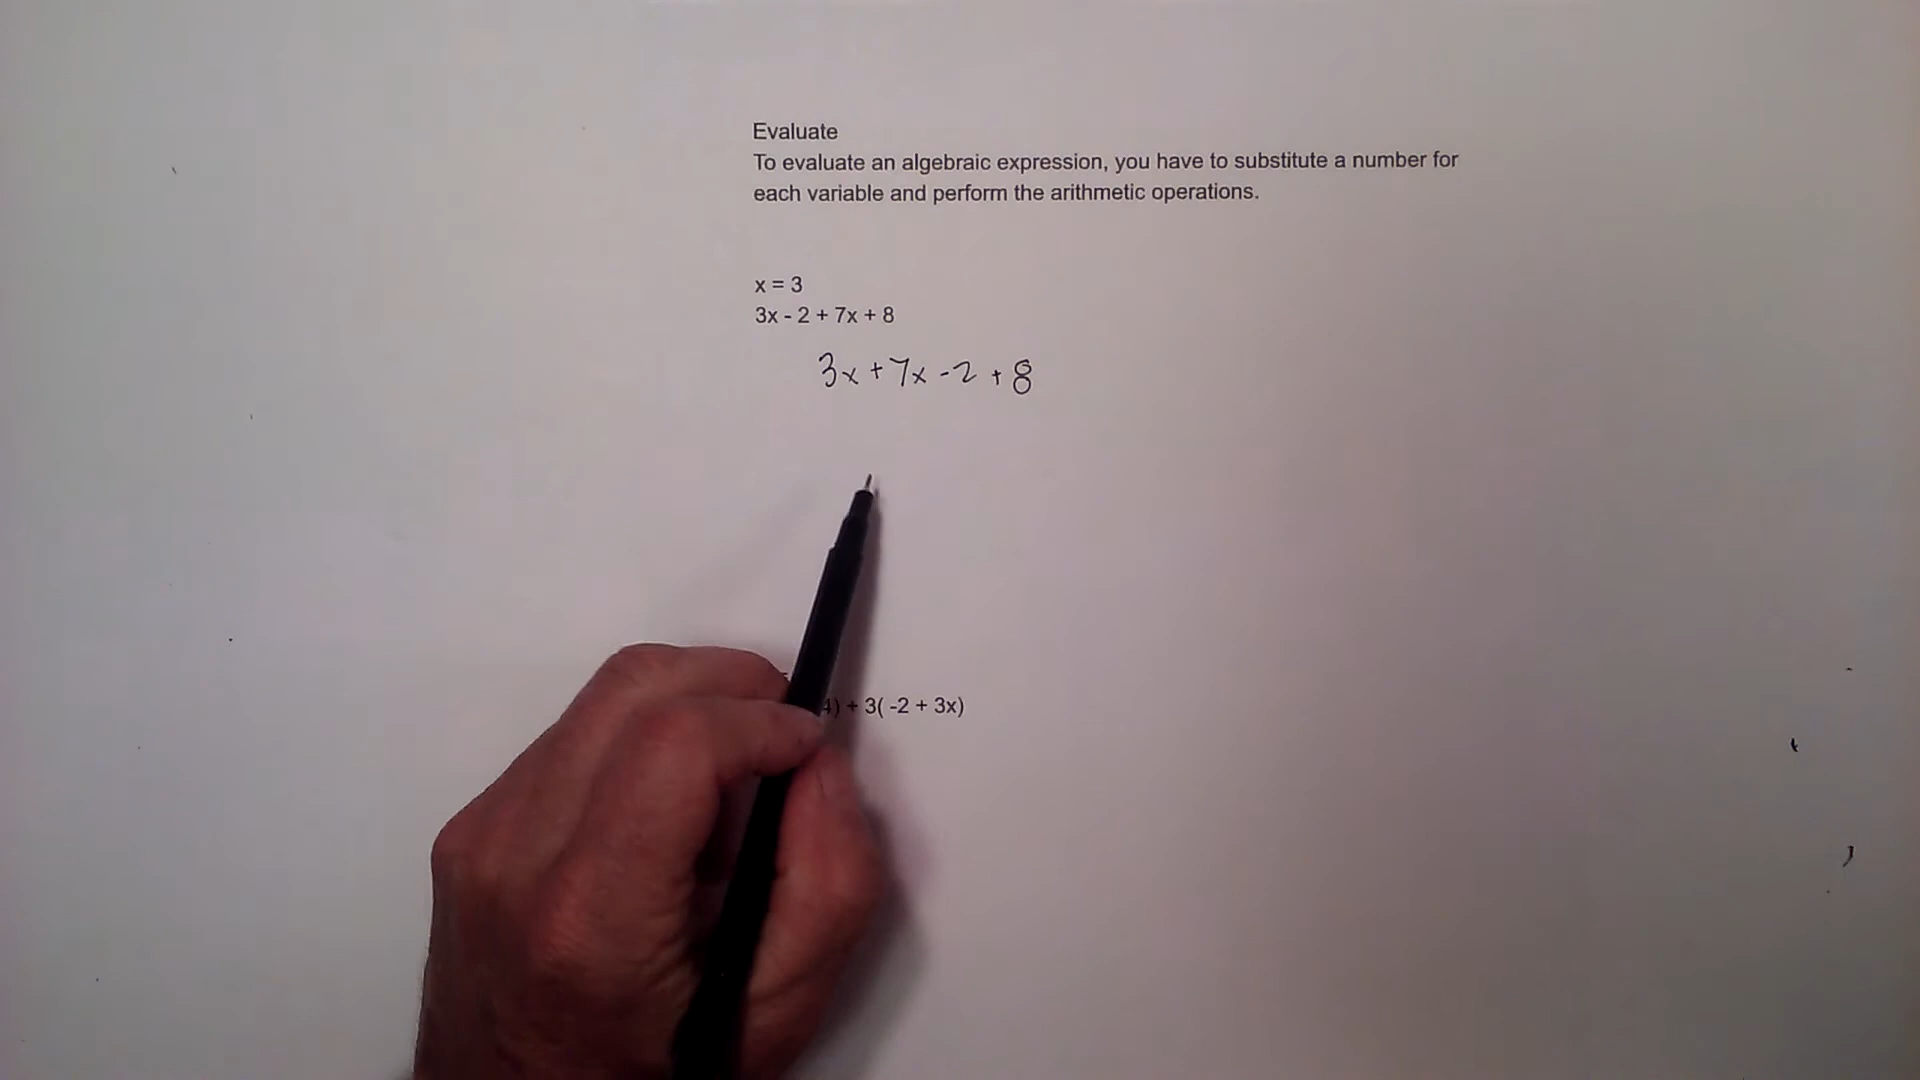 Evaluate
To evaluate an algebraic expression, you have to substitute a number for
each variable and perform the arithmetic operations.
x = 3
3x - 2 + 7x + 8
3x + 7x - 2 + 8
4) + 3( -2 + 3x)